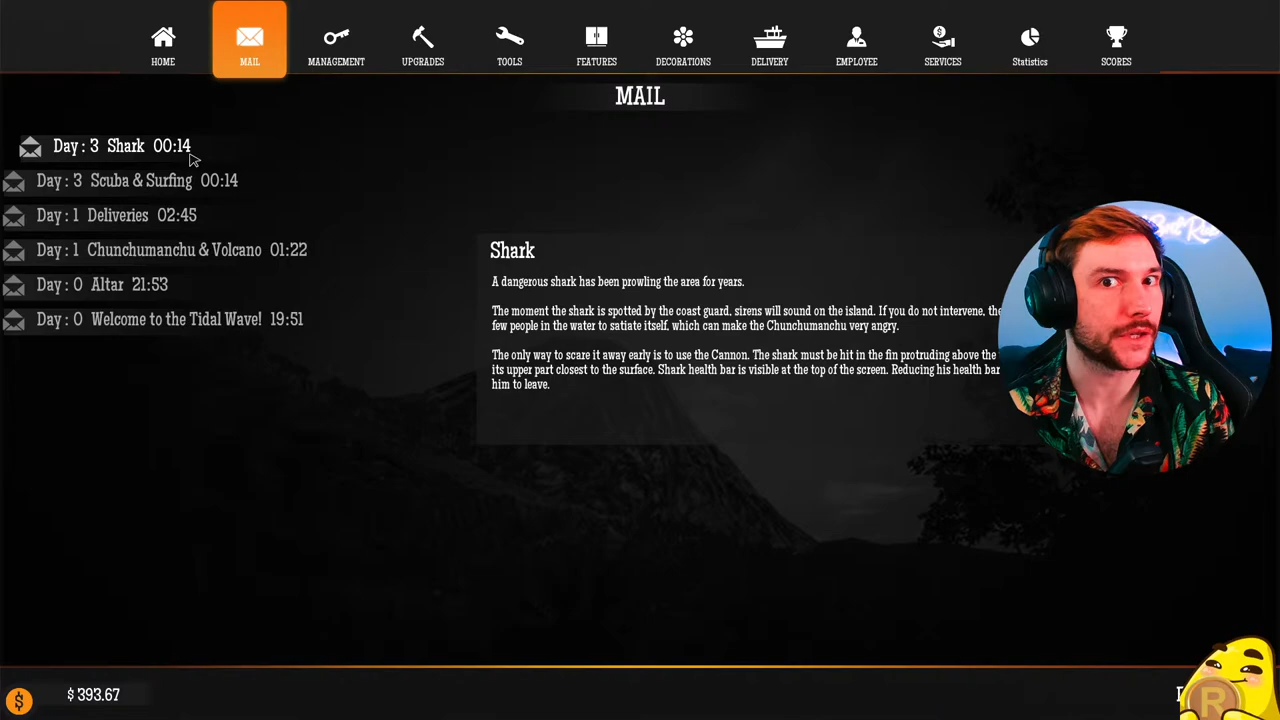 HOME
MAIL
MANAGEMENT
UPGRADES
TOOLS
FEATURES
DECORATIONS
DELIVERY
EMPLOYEE
SERVICES
Statistics
SCORES
MAIL
Day : 3 Shark 00:14
Day : 3 Scuba & Surfing 00:14
Day : 1 Deliveries 02:45
Day : 1 Chunchumanchu & Volcano 01:22
Day : 0 Altar 21:53
Day : 0 Welcome to the Tidal Wave! 19:51
Shark
A dangerous shark has been prowling the area for years.
The moment the shark is spotted by the coast guard, sirens will sound on the island. If you do not intervene, the
few people in the water to satiate itself, which can make the Chunchumanchu very angry.
The only way to scare it away early is to use the Cannon. The shark must be hit in the fin protruding above the
its upper part closest to the surface. Shark health bar is visible at the top of the screen. Reducing his health bar
him to leave.
$ 393.67
R